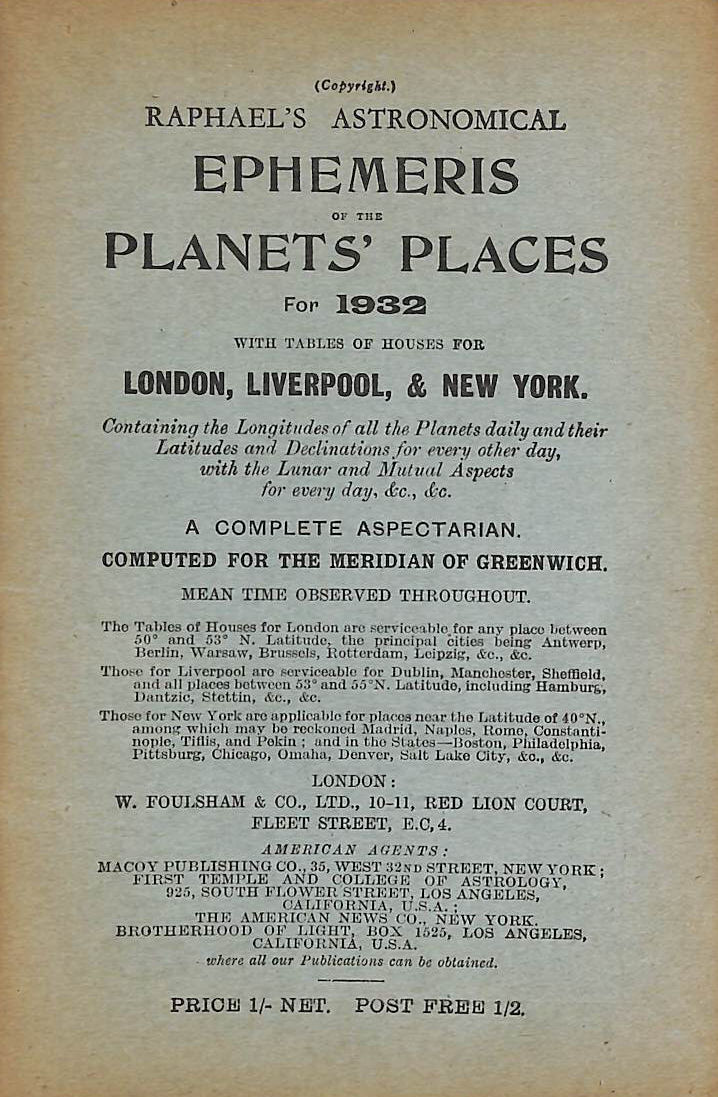 (Copyright.)
RAPHAEL'S ASTRONOMICAL
EPHEMERIS
OF THE
PLANETS' PLACES
For 1932
WITH TABLES OF HOUSES FOR
LONDON, LIVERPOOL, & NEW YORK.
Containing the Longitudes of all the Planets daily and their
Latitudes and Declinations for every other day,
with the Lunar and Mutual Aspects
for every day, &c., &c.
A COMPLETE ASPECTARIAN.
COMPUTED FOR THE MERIDIAN OF GREENWICH.
MEAN TIME OBSERVED THROUGHOUT.
The Tables of Houses for London are serviceable for any place between
50° and 53° N. Latitude, the principal cities being Antwerp,
Berlin, Warsaw, Brussels, Rotterdam, Leipzig, &c., &c.
Those for Liverpool are serviceable for Dublin, Manchester, Sheffield,
and all places between 53° and 55° N. Latitude, including Hamburg,
Dantzic, Stettin, &c., &c.
Those for New York are applicable for places near the Latitude of 40° N.,
among which may be reckoned Madrid, Naples, Rome, Constanti-
nople, Tiflis, and Pekin ; and in the States—Boston, Philadelphia,
Pittsburg, Chicago, Omaha, Denver, Salt Lake City, &c., &c.
LONDON:
W. FOULSHAM & CO., LTD., 10-11, RED LION COURT,
FLEET STREET, E.C,4.
AMERICAN AGENTS:
MACOY PUBLISHING CO., 35, WEST 32ND STREET, NEW YORK ;
FIRST TEMPLE AND COLLEGE OF ASTROLOGY,
925, SOUTH FLOWER STREET, LOS ANGELES,
CALIFORNIA, U.S.A. ;
THE AMERICAN NEWS CO., NEW YORK.
BROTHERHOOD OF LIGHT, BOX 1525, LOS ANGELES,
CALIFORNIA, U.S.A.
where all our Publications can be obtained.
PRICE 1/- NET. POST FREE 1/2.